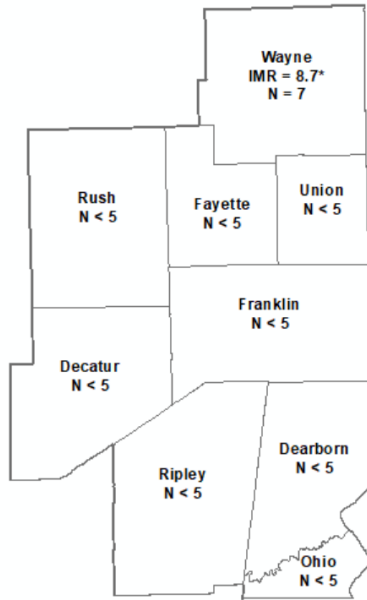 Wayne
IMR = 8.7*
N = 7
Rush
N < 5
Fayette
N < 5
Union
N < 5
Franklin
N < 5
Decatur
N < 5
Dearborn
N < 5
Ripley
N < 5
Ohio
N < 5